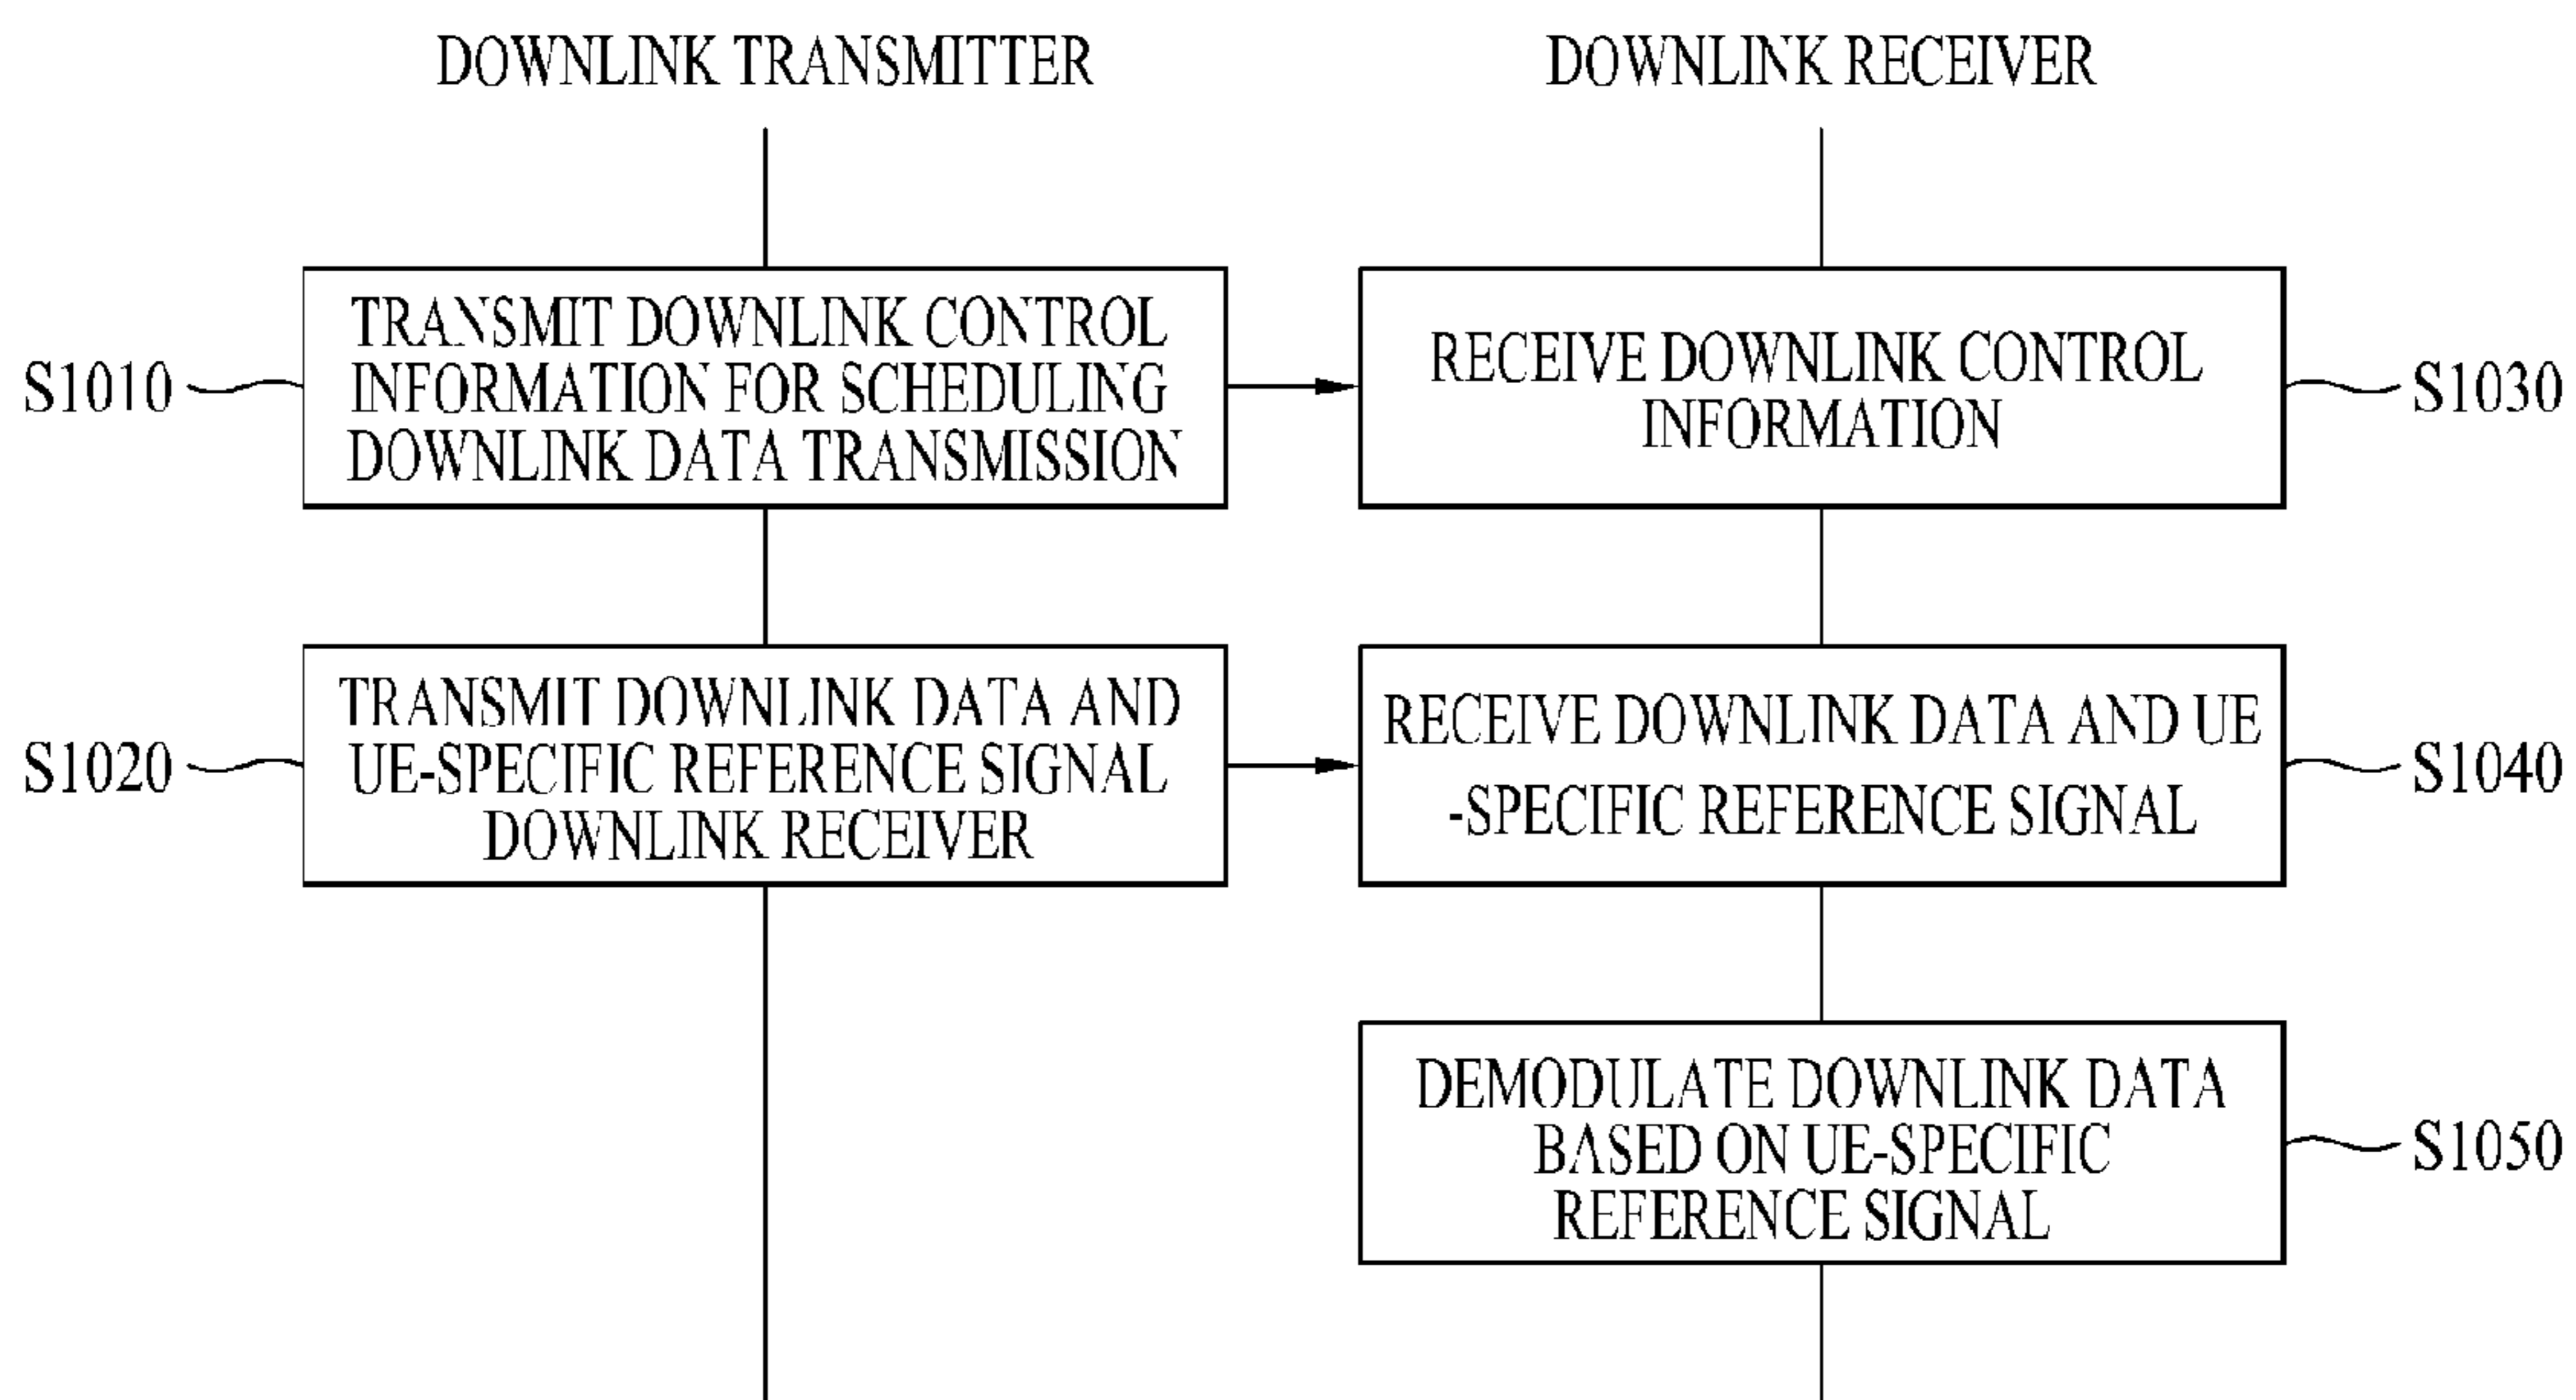 DOWNLINK TRANSMITTER
DOWNLINK RECEIVER
S1010
TRANSMIT DOWNLINK CONTROL
INFORMATION FOR SCHEDULING
DOWNLINK DATA TRANSMISSION
RECEIVE DOWNLINK CONTROL
INFORMATION
S1030
S1020
TRANSMIT DOWNLINK DATA AND
UE-SPECIFIC REFERENCE SIGNAL
DOWNLINK RECEIVER
RECEIVE DOWNLINK DATA AND UE
-SPECIFIC REFERENCE SIGNAL
S1040
DEMODULATE DOWNLINK DATA
BASED ON UE-SPECIFIC
REFERENCE SIGNAL
S1050